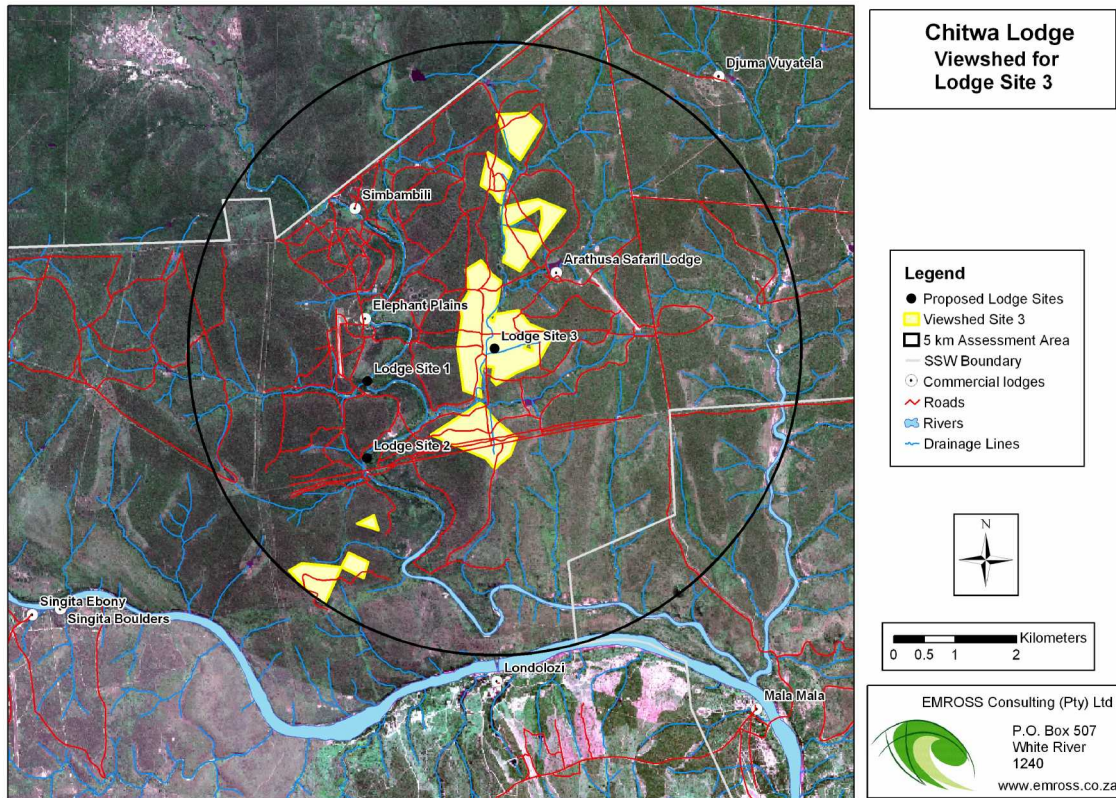 Chitwa Lodge
Viewshed for
Lodge Site 3
Djuma Vuyatela
Simbambili
Arathusa Safari Lodge
Elephant Plains
Lodge Site 3
Lodge Site 1
Lodge Site 2
Singita Ebony
Singita Boulders
Londolozi
Mala Mala
Legend
Proposed Lodge Sites
Viewshed Site 3
5 km Assessment Area
SSW Boundary
Commercial lodges
Roads
Rivers
Drainage Lines
N
Kilometers
0 0.5 1 2
EMROSS Consulting (Pty) Ltd
P.O. Box 507
White River
1240
www.emross.co.za